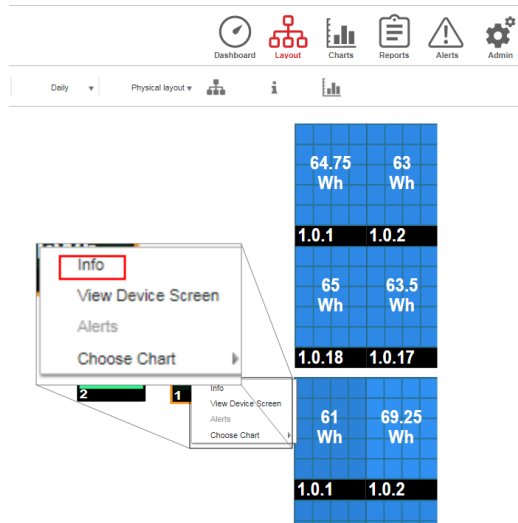 Dashboard Layout Charts Reports Alerts Admin
Daily Physical layout
64.75 63
Wh Wh
1.0.1 1.0.2
Info
View Device Screen
Alerts
Choose Chart
65 63.5
Wh Wh
1.0.18 1.0.17
2 1
Info
View Device Screen
Alerts
Choose Chart
61 69.25
Wh Wh
1.0.1 1.0.2